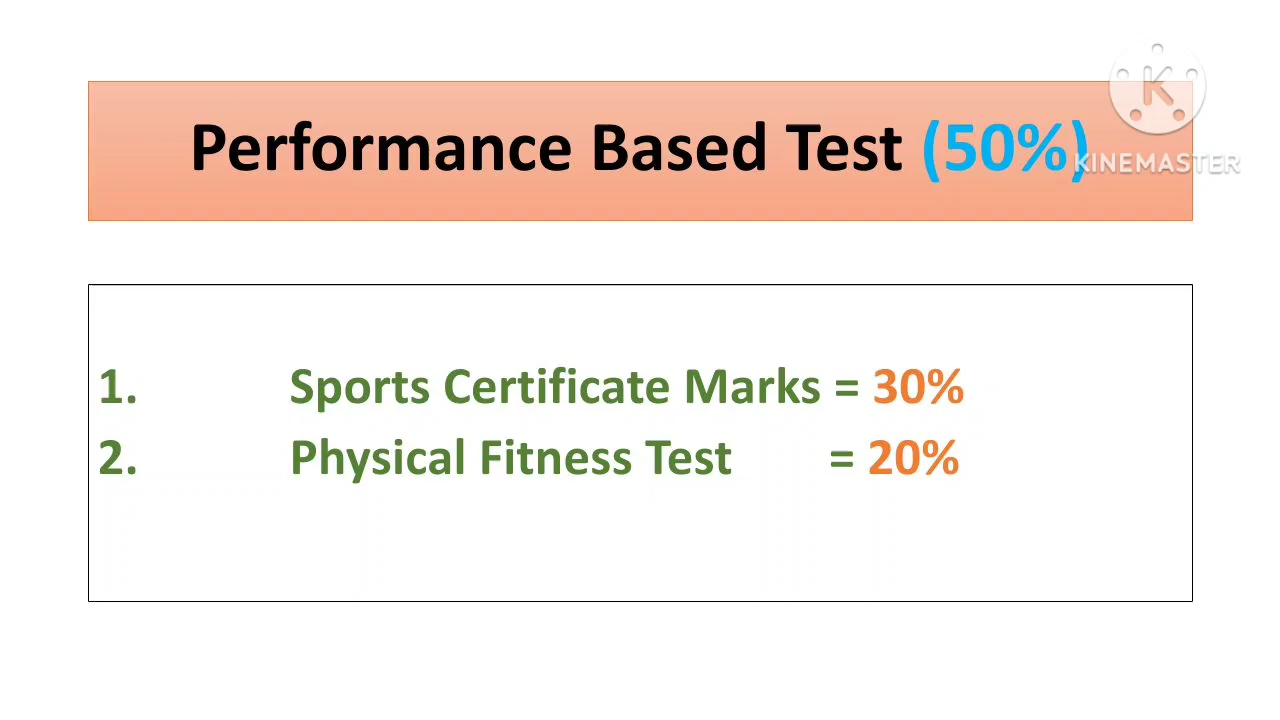 Performance Based Test (50%)
K
KINEMASTER
1. Sports Certificate Marks = 30%
2. Physical Fitness Test = 20%